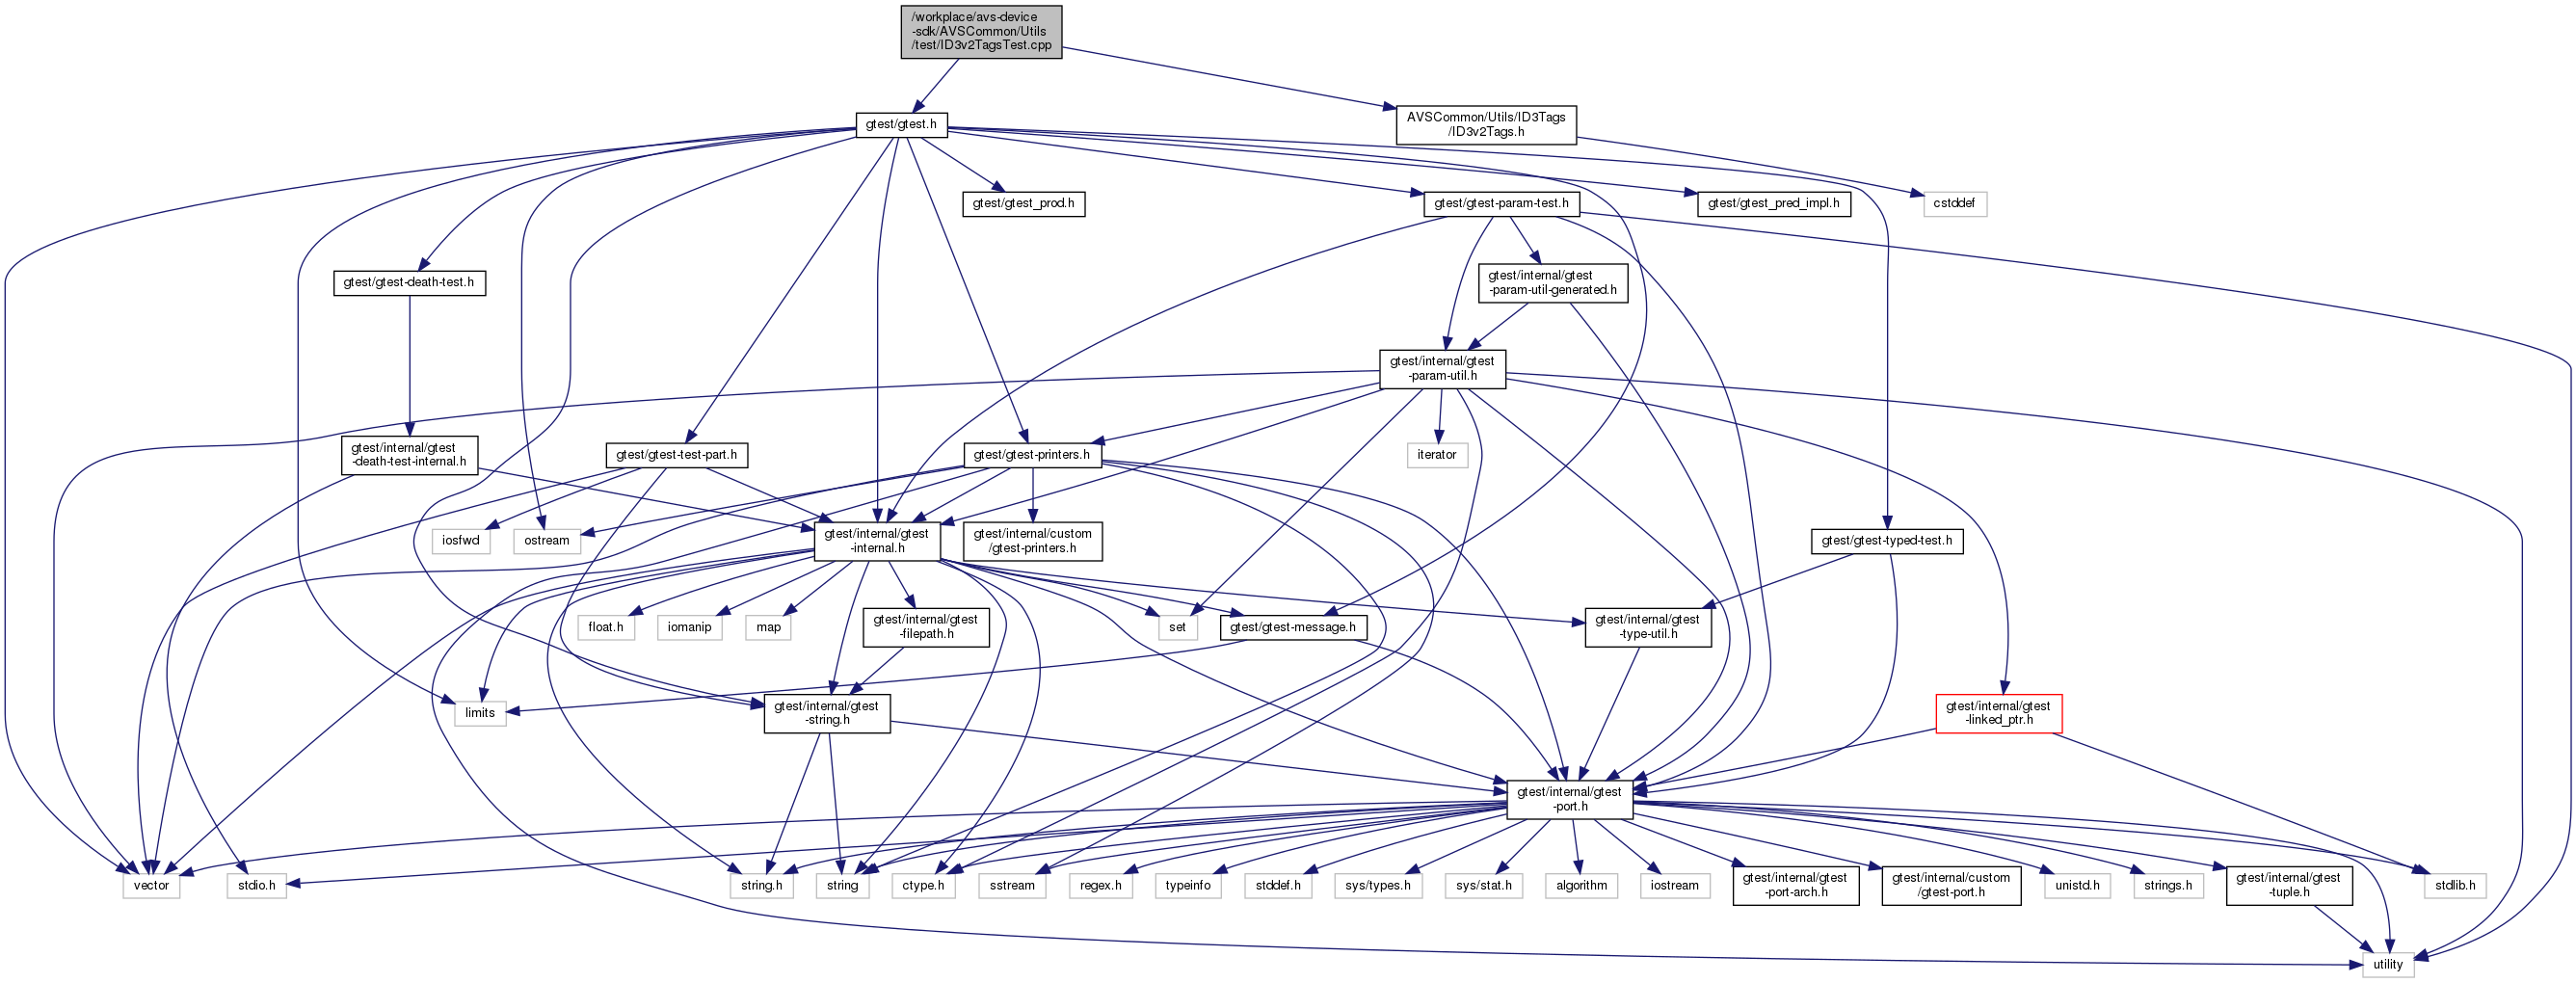 /workplace/avs-device
-sdk/AVSCommon/Utils
/test/ID3v2TagsTest.cpp
gtest/gtest.h
AVSCommon/Utils/ID3Tags
/ID3v2Tags.h
gtest/gtest_prod.h
gtest/gtest-param-test.h
gtest/gtest_pred_impl.h
cstddef
gtest/gtest-death-test.h
gtest/internal/gtest
-param-util-generated.h
gtest/internal/gtest
-param-util.h
gtest/internal/gtest
-death-test-internal.h
gtest/gtest-test-part.h
gtest/gtest-printers.h
iterator
iosfwd
ostream
gtest/internal/gtest
-internal.h
gtest/internal/custom
/gtest-printers.h
gtest/gtest-typed-test.h
float.h
iomanip
map
gtest/internal/gtest
-filepath.h
set
gtest/gtest-message.h
gtest/internal/gtest
-type-util.h
limits
gtest/internal/gtest
-string.h
gtest/internal/gtest
-linked_ptr.h
gtest/internal/gtest
-port.h
vector
stdio.h
string.h
string
ctype.h
sstream
regex.h
typeinfo
stddef.h
sys/types.h
sys/stat.h
algorithm
iostream
gtest/internal/gtest
-port-arch.h
gtest/internal/custom
/gtest-port.h
unistd.h
strings.h
gtest/internal/gtest
-tuple.h
stdlib.h
utility